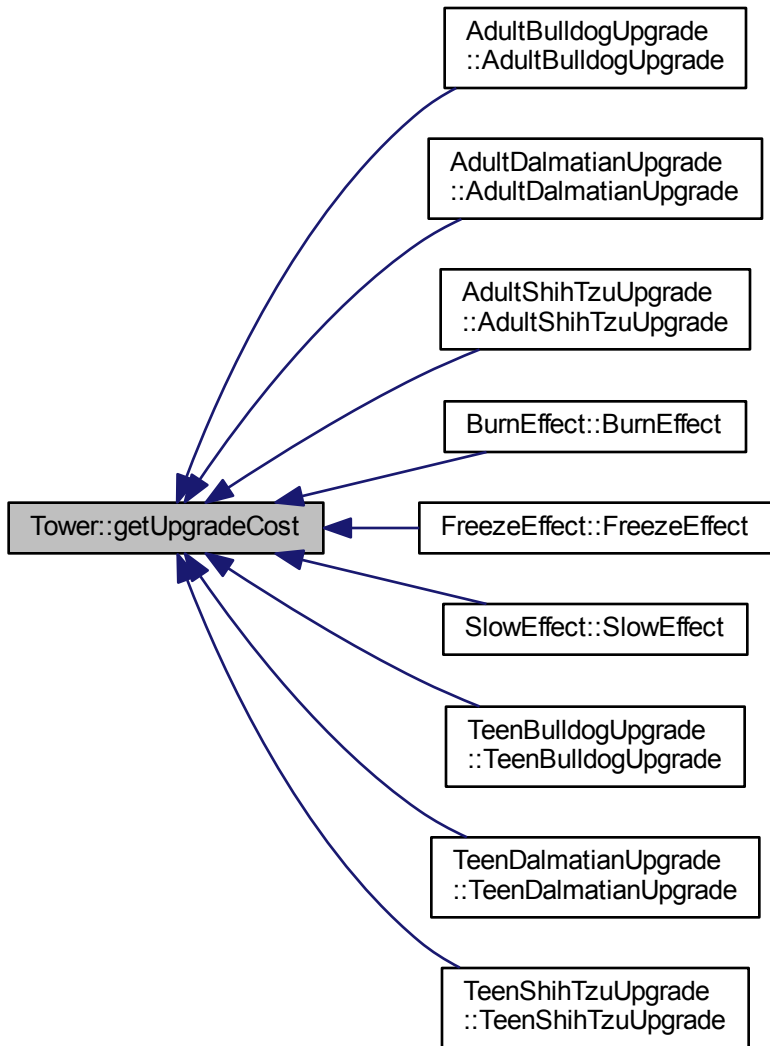 AdultBulldogUpgrade
::AdultBulldogUpgrade
AdultDalmatianUpgrade
::AdultDalmatianUpgrade
AdultShihTzuUpgrade
::AdultShihTzuUpgrade
BurnEffect::BurnEffect
Tower::getUpgradeCost
FreezeEffect::FreezeEffect
SlowEffect::SlowEffect
TeenBulldogUpgrade
::TeenBulldogUpgrade
TeenDalmatianUpgrade
::TeenDalmatianUpgrade
TeenShihTzuUpgrade
::TeenShihTzuUpgrade